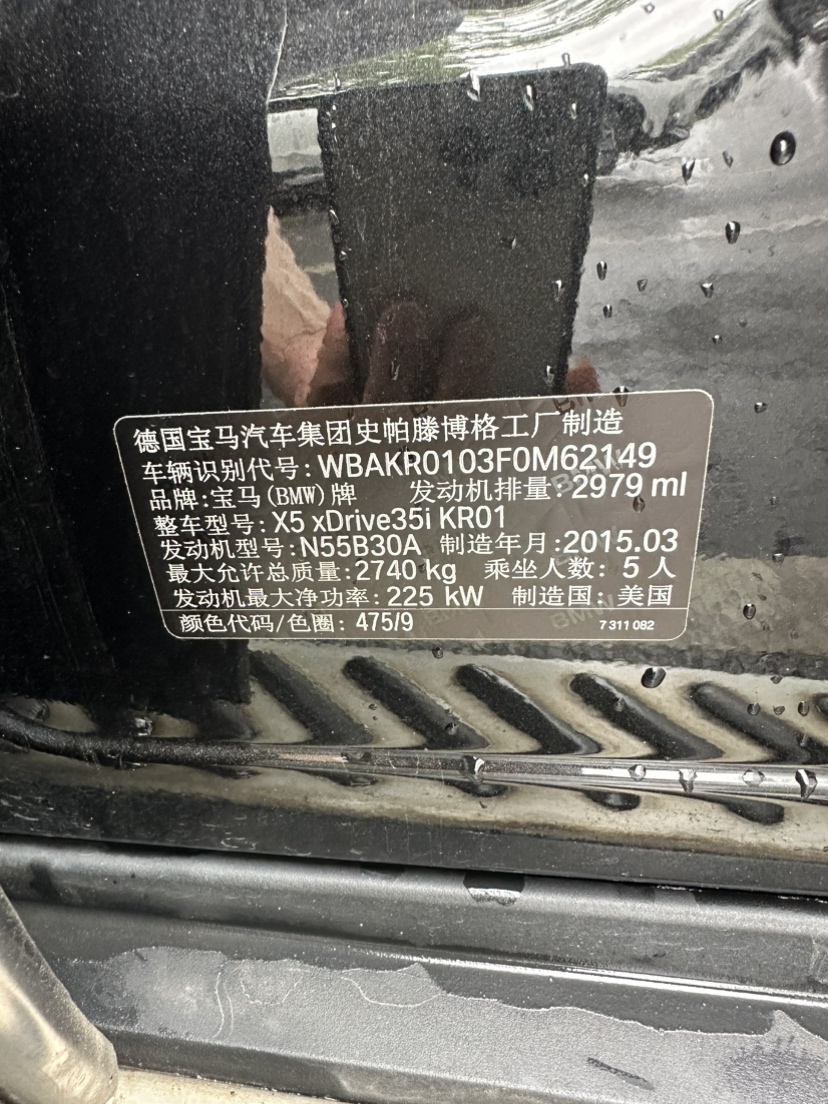 德国宝马汽车集团史帕滕博格工厂制造
车辆识别代号: WBAKR0103F0M62149
品牌:宝马(BMW)牌 发动机排量:2979 ml
整车型号: X5 xDrive35i KR01
发动机型号:N55B30A 制造年月:2015.03
最大允许总质量:2740 kg 乘坐人数: 5 人
发动机最大净功率: 225 kW 制造国: 美国
颜色代码/色圈: 475/9 7 311 082